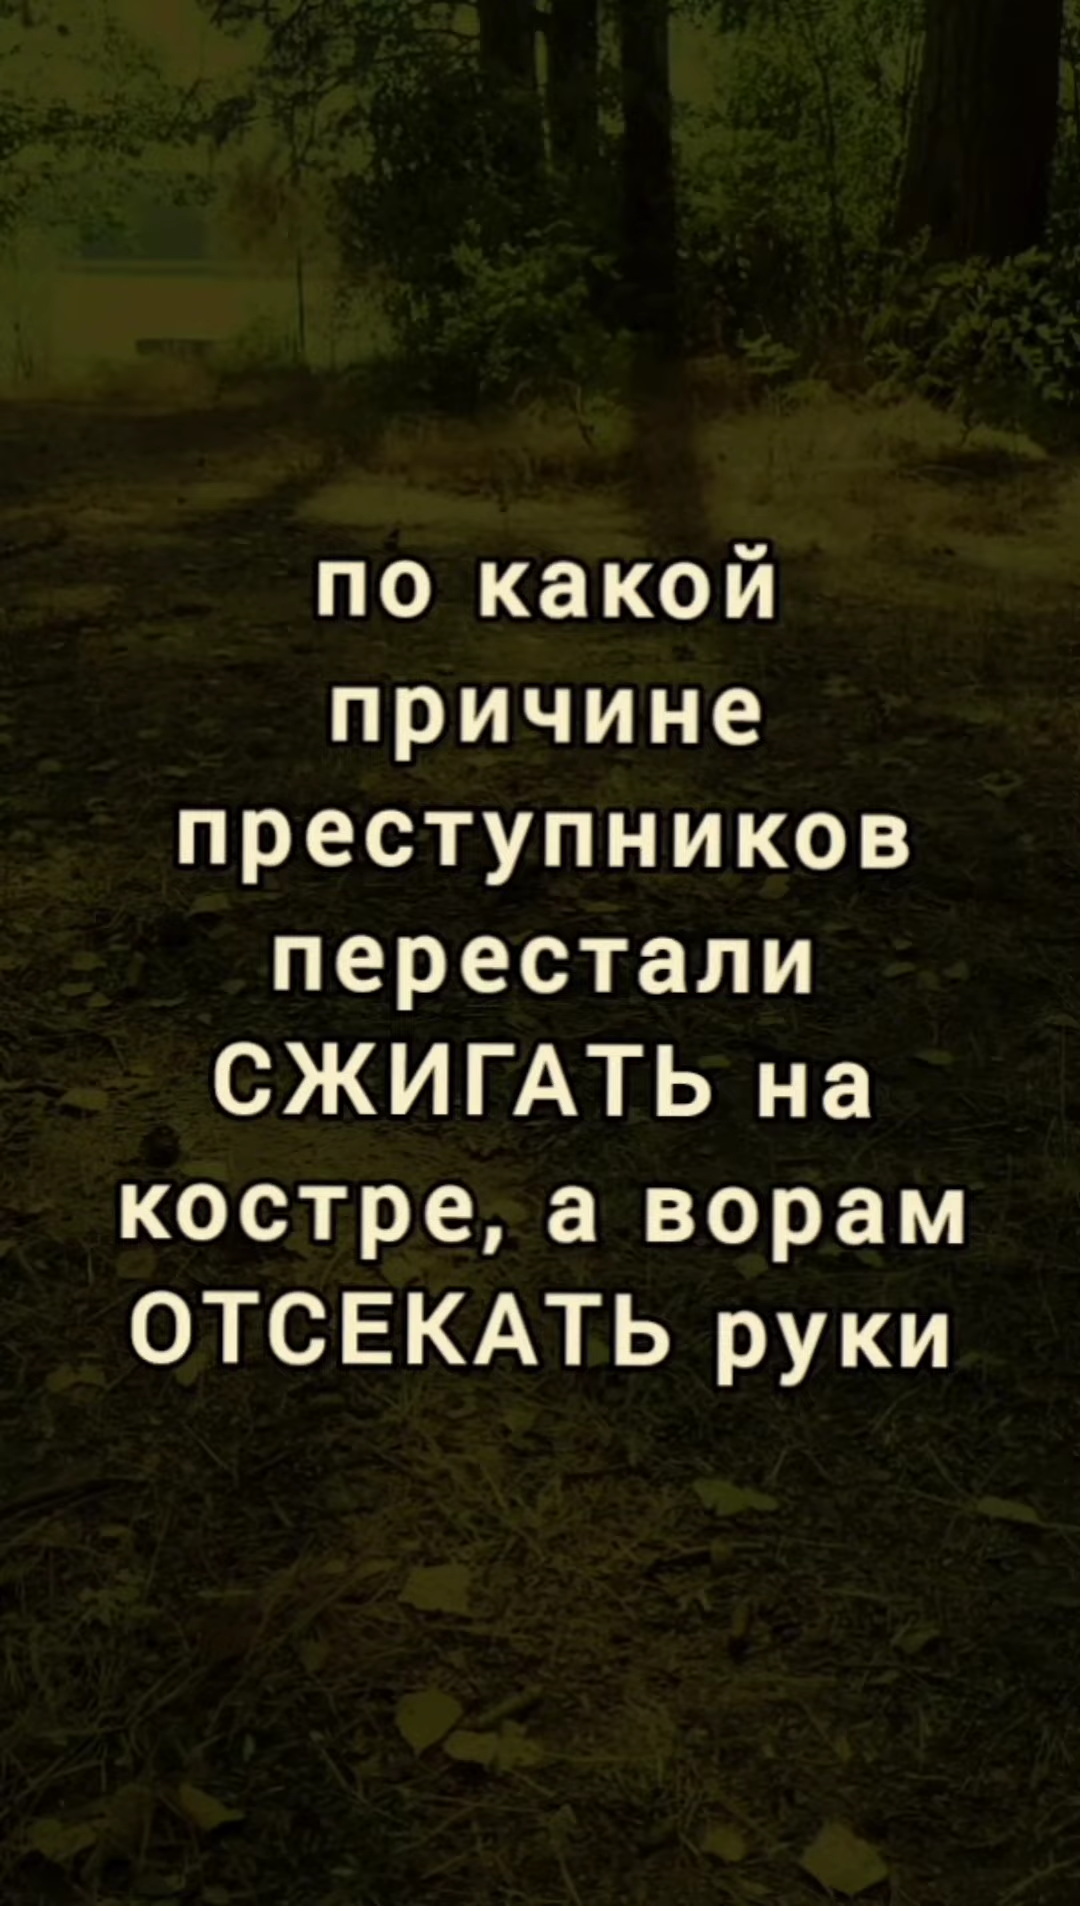 по какой
причине
преступников
перестали
СЖИГАТЬ на
костре, а ворам
ОТСЕКАТЬ руки